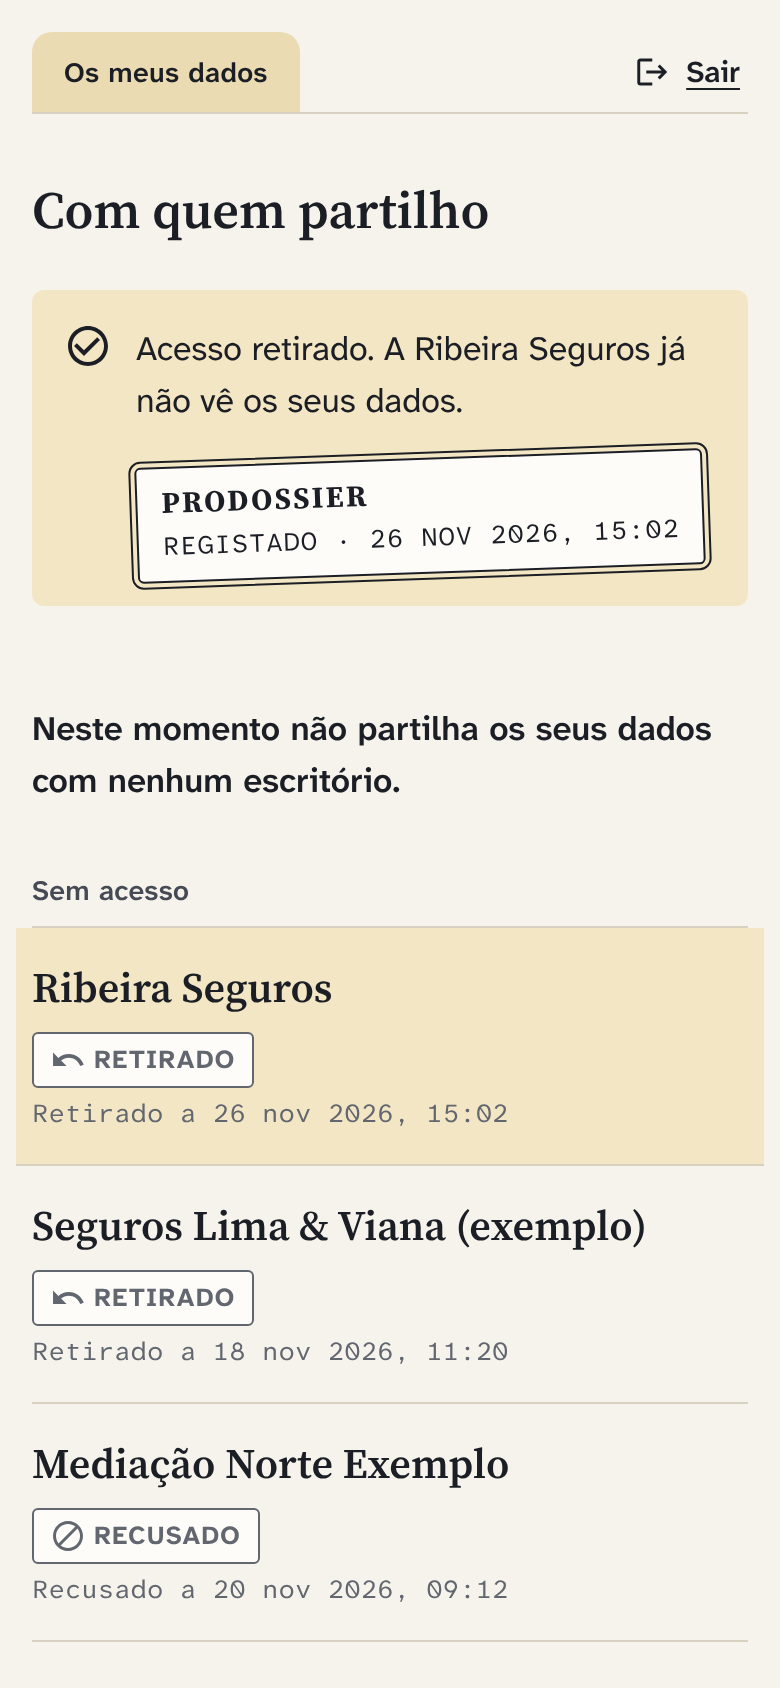 Os meus dados
Sair
Com quem partilho
Acesso retirado. A Ribeira Seguros já
não vê os seus dados.
PRODOSSIER
REGISTADO · 26 NOV 2026, 15:02
Neste momento não partilha os seus dados
com nenhum escritório.
Sem acesso
Ribeira Seguros
RETIRADO
Retirado a 26 nov 2026, 15:02
Seguros Lima & Viana (exemplo)
RETIRADO
Retirado a 18 nov 2026, 11:20
Mediação Norte Exemplo
RECUSADO
Recusado a 20 nov 2026, 09:12